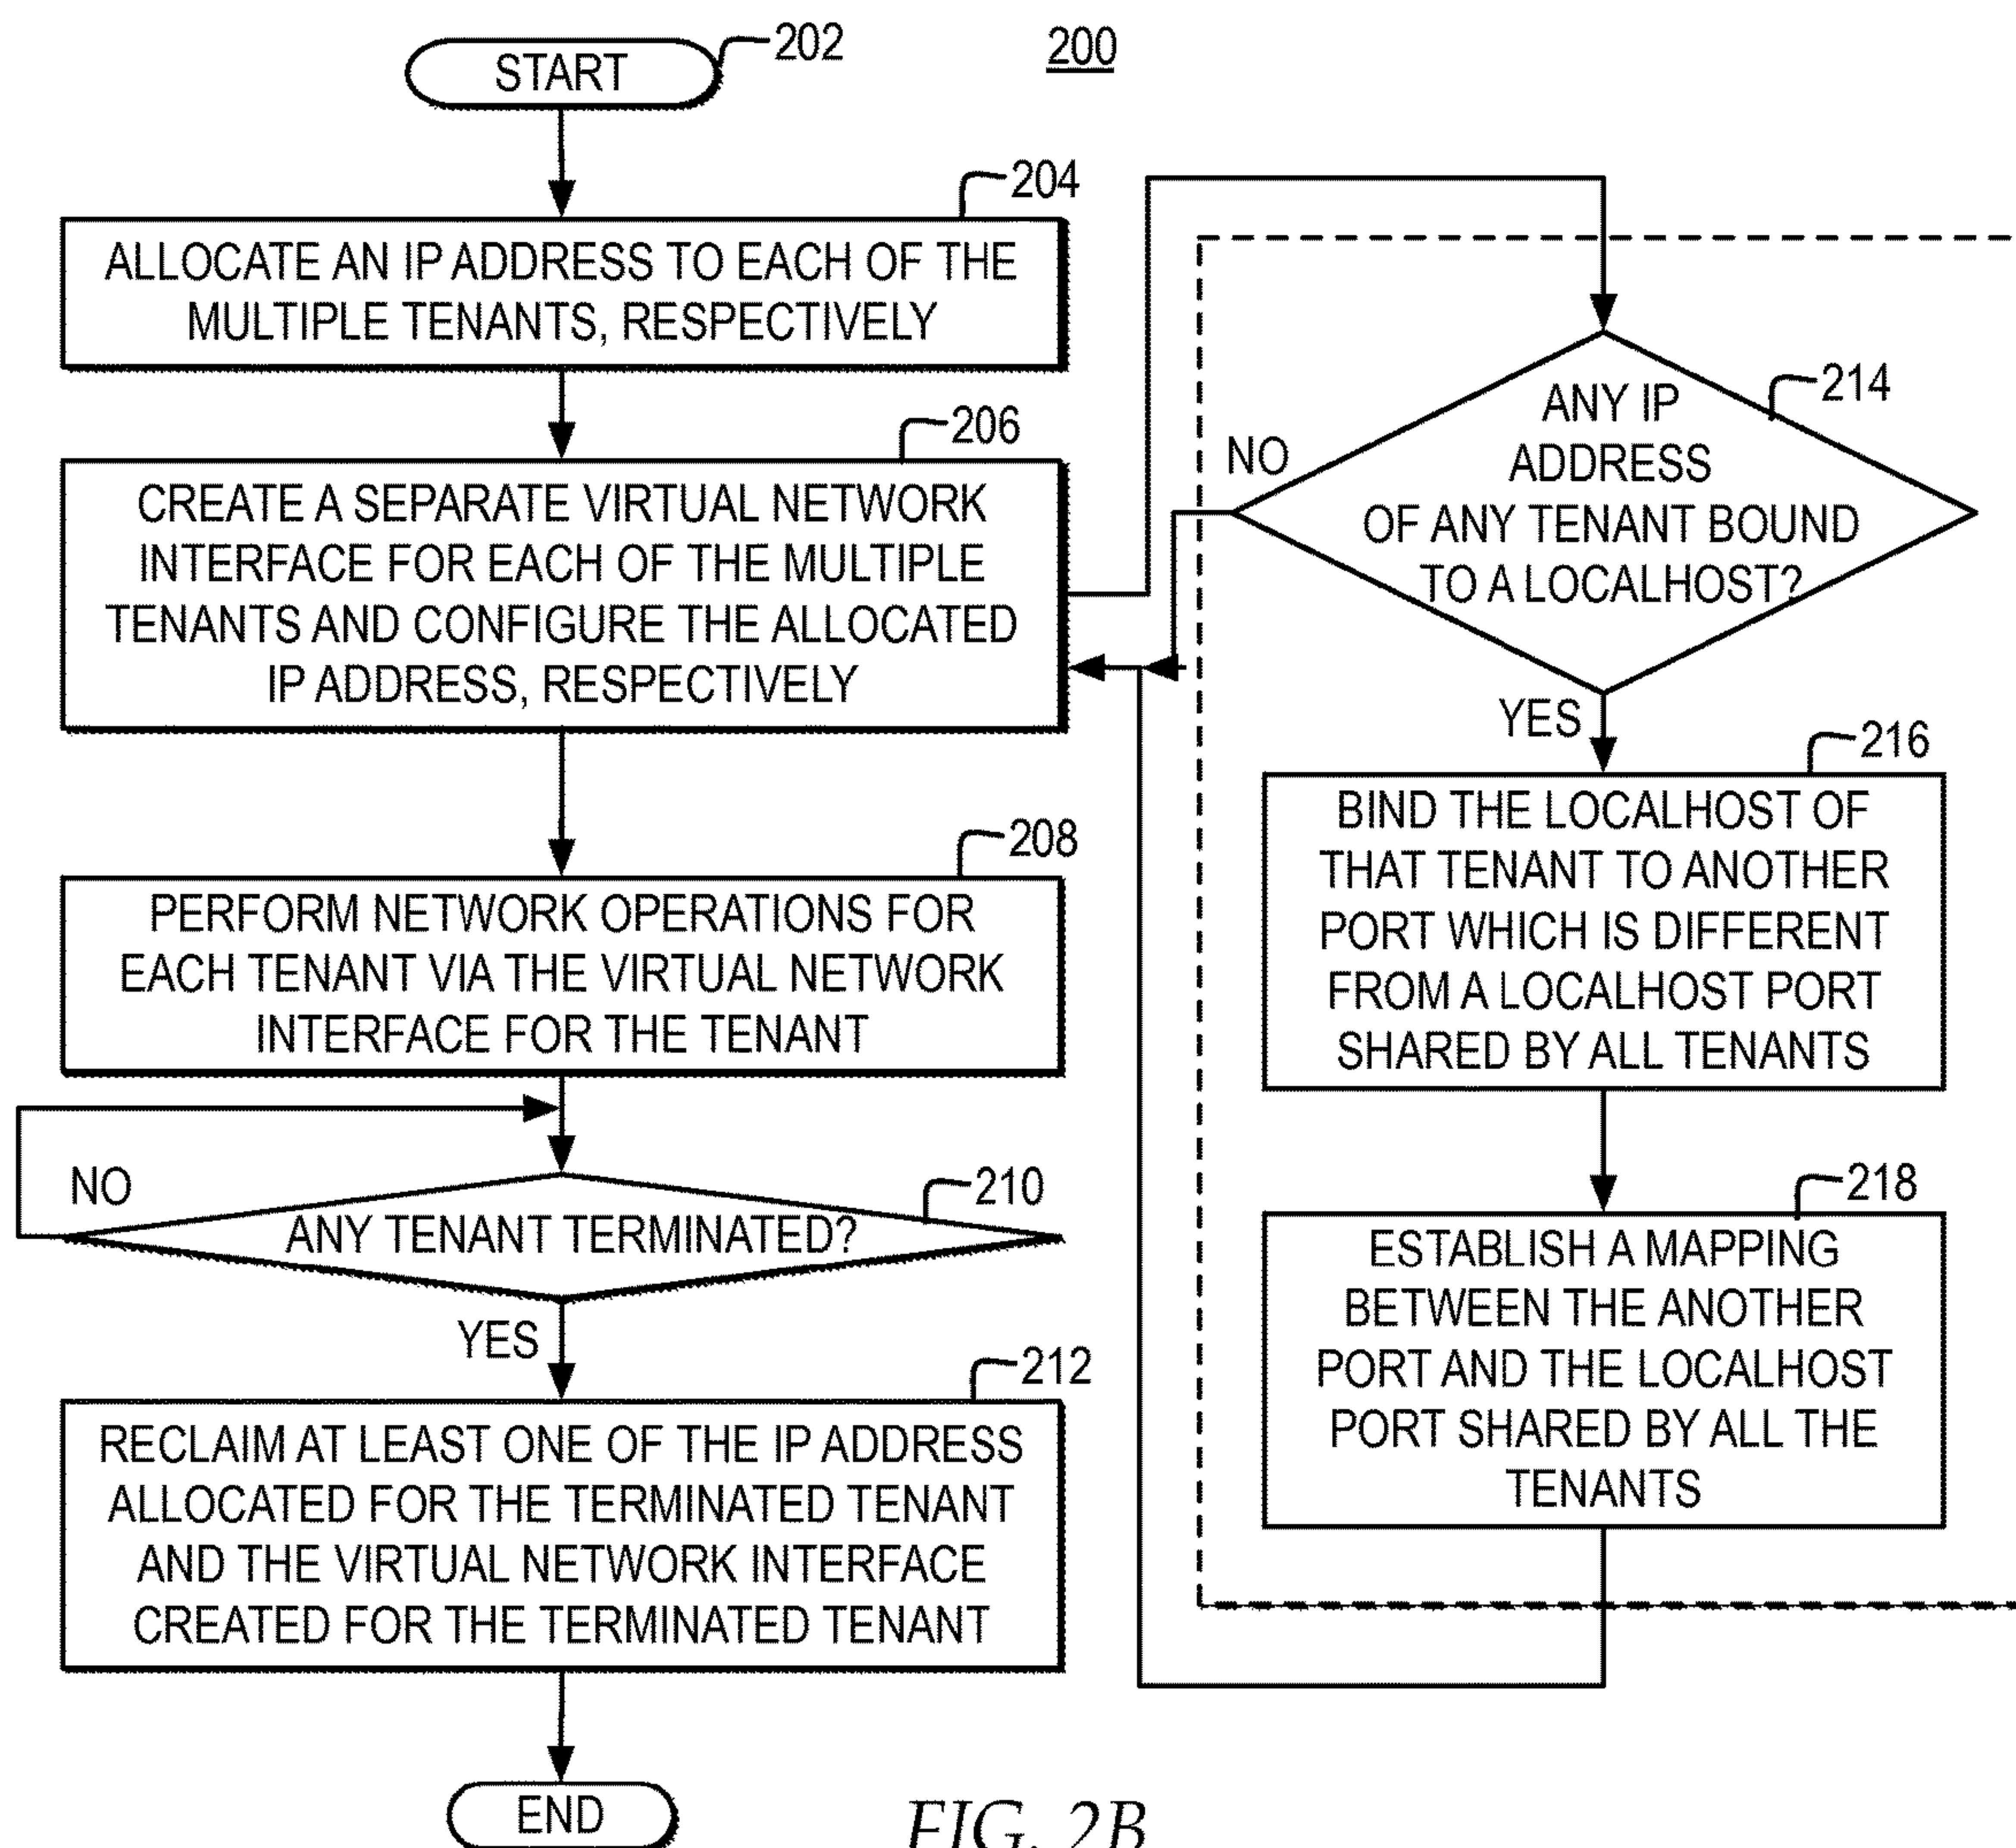 START
202
200
204
ALLOCATE AN IP ADDRESS TO EACH OF THE
MULTIPLE TENANTS, RESPECTIVELY
206
CREATE A SEPARATE VIRTUAL NETWORK
INTERFACE FOR EACH OF THE MULTIPLE
TENANTS AND CONFIGURE THE ALLOCATED
IP ADDRESS, RESPECTIVELY
208
PERFORM NETWORK OPERATIONS FOR
EACH TENANT VIA THE VIRTUAL NETWORK
INTERFACE FOR THE TENANT
NO
210
ANY TENANT TERMINATED?
YES
212
RECLAIM AT LEAST ONE OF THE IP ADDRESS
ALLOCATED FOR THE TERMINATED TENANT
AND THE VIRTUAL NETWORK INTERFACE
CREATED FOR THE TERMINATED TENANT
END
214
ANY IP
ADDRESS
OF ANY TENANT BOUND
TO A LOCALHOST?
NO
YES
216
BIND THE LOCALHOST OF
THAT TENANT TO ANOTHER
PORT WHICH IS DIFFERENT
FROM A LOCALHOST PORT
SHARED BY ALL TENANTS
218
ESTABLISH A MAPPING
BETWEEN THE ANOTHER
PORT AND THE LOCALHOST
PORT SHARED BY ALL THE
TENANTS
FIG. 2B